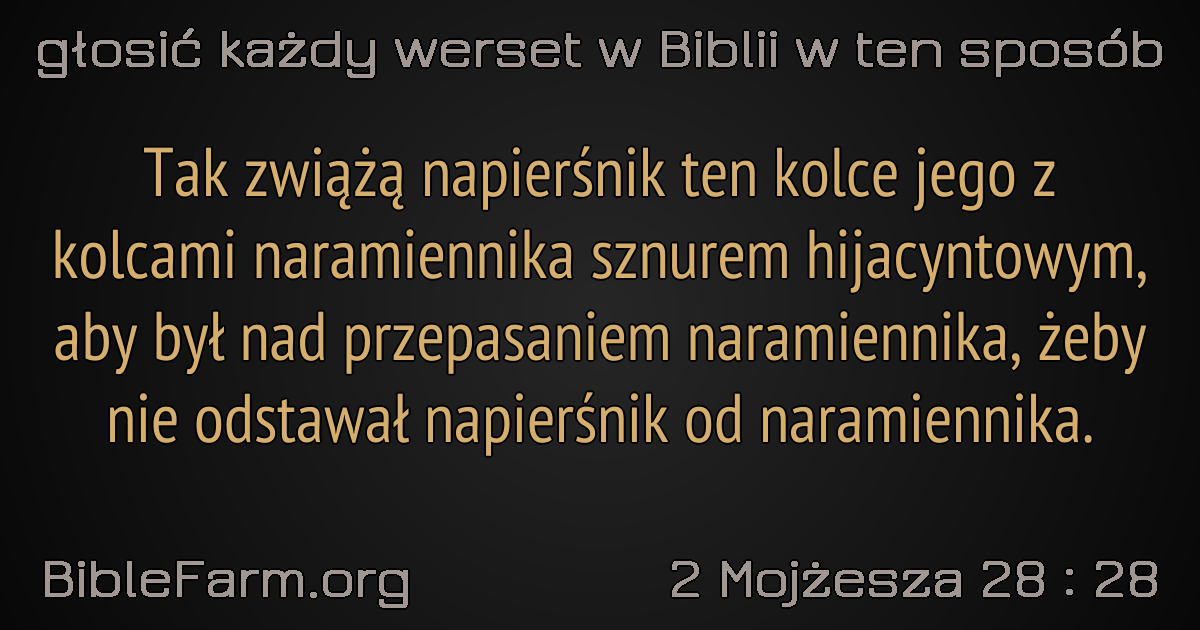 głosić każdy werset w Biblii w ten sposób
Tak zwiążą napierśnik ten kolce jego z
kolcami naramiennika sznurem hijacyntowym,
aby był nad przepasaniem naramiennika, żeby
nie odstawał napierśnik od naramiennika.
BibleFarm.org
2 Mojżesza 28 : 28